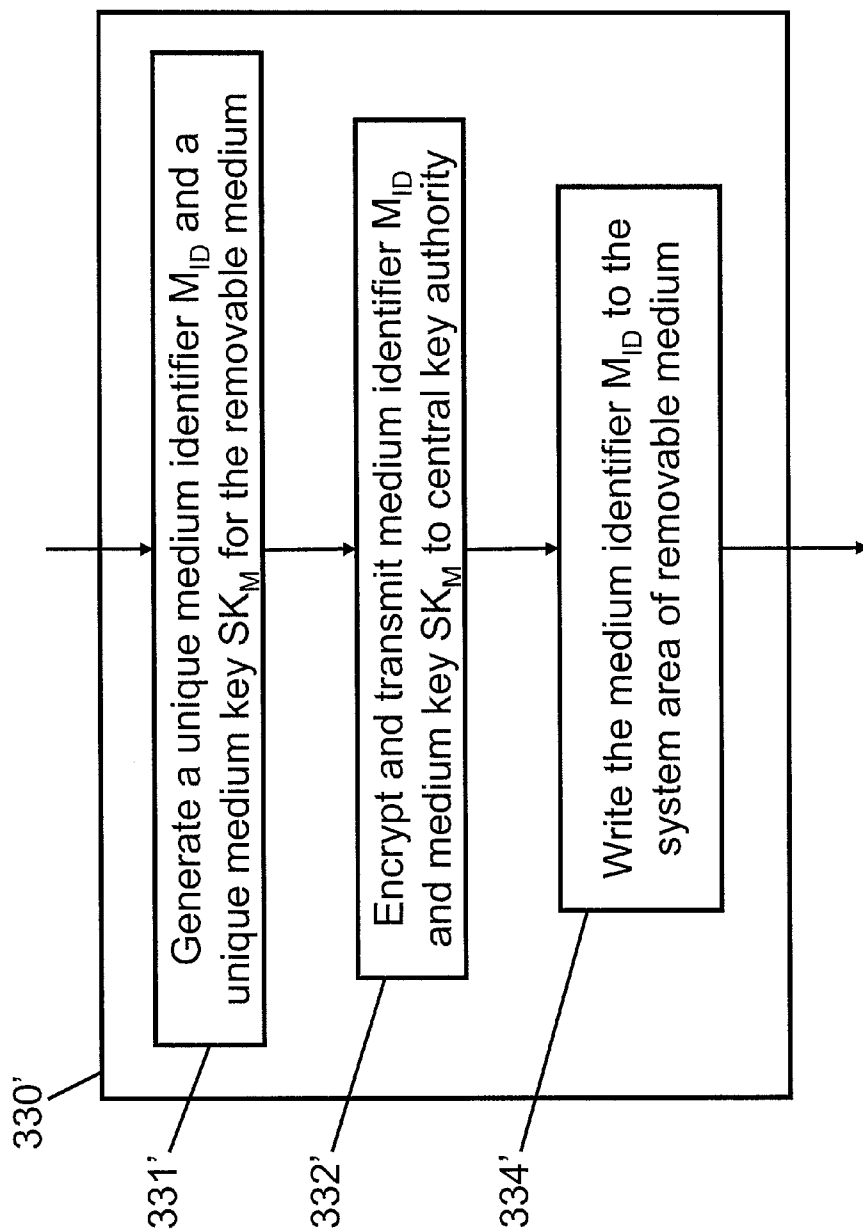 330'
331'
Generate a unique medium identifier M_ID and a
unique medium key SK_M for the removable medium
332'
Encrypt and transmit medium identifier M_ID
and medium key SK_M to central key authority
334'
Write the medium identifier M_ID to the
system area of removable medium